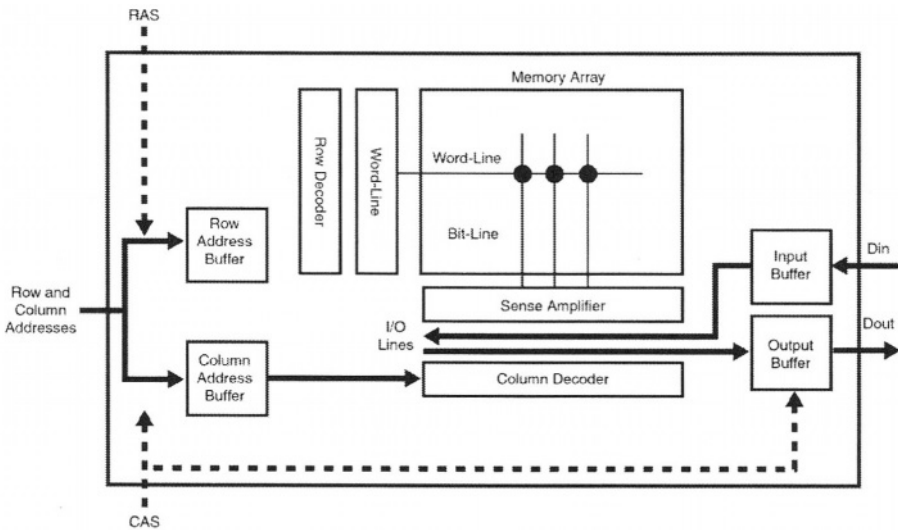 RAS
Memory Array
Row Decoder
Word-Line
Word-Line
Bit-Line
Row
Address
Buffer
Input
Buffer
Din
Row and
Column
Addresses
Sense Amplifier
I/O
Lines
Dout
Column
Address
Buffer
Column Decoder
Output
Buffer
CAS